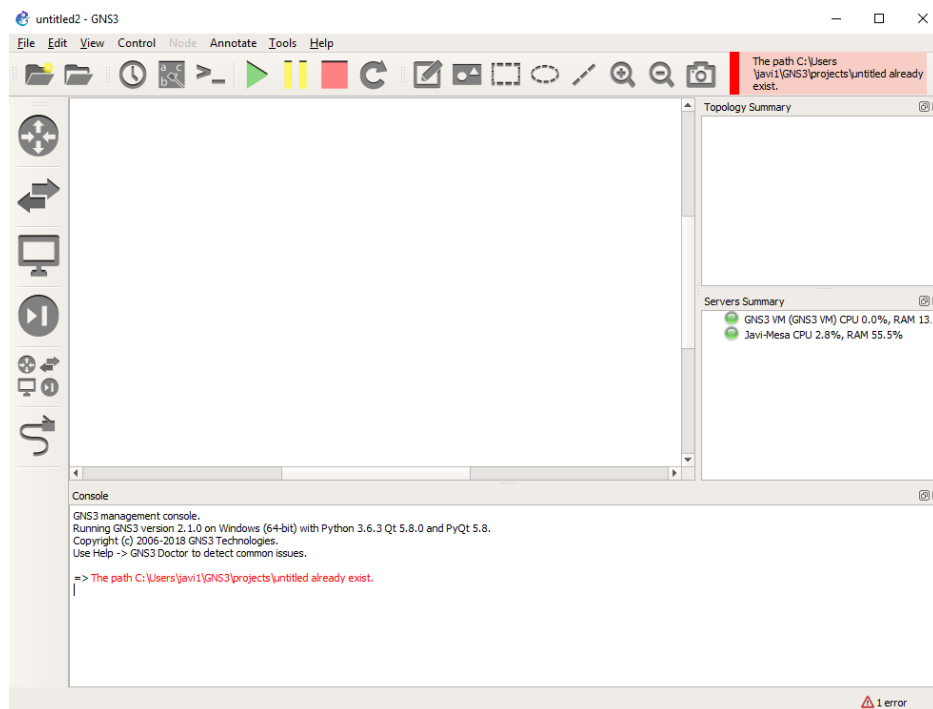 untitled2 - GNS3
File Edit View Control Node Annotate Tools Help
The path C:\Users
\javi1\GNS3\projects\untitled already
exist.
Topology Summary
Servers Summary
GNS3 VM (GNS3 VM) CPU 0.0%, RAM 13.
Javi-Mesa CPU 2.8%, RAM 55.5%
Console
GNS3 management console.
Running GNS3 version 2.1.0 on Windows (64-bit) with Python 3.6.3 Qt 5.8.0 and PyQt 5.8.
Copyright (c) 2006-2018 GNS3 Technologies.
Use Help -> GNS3 Doctor to detect common issues.
=> The path C:\Users\javi1\GNS3\projects\untitled already exist.
1 error